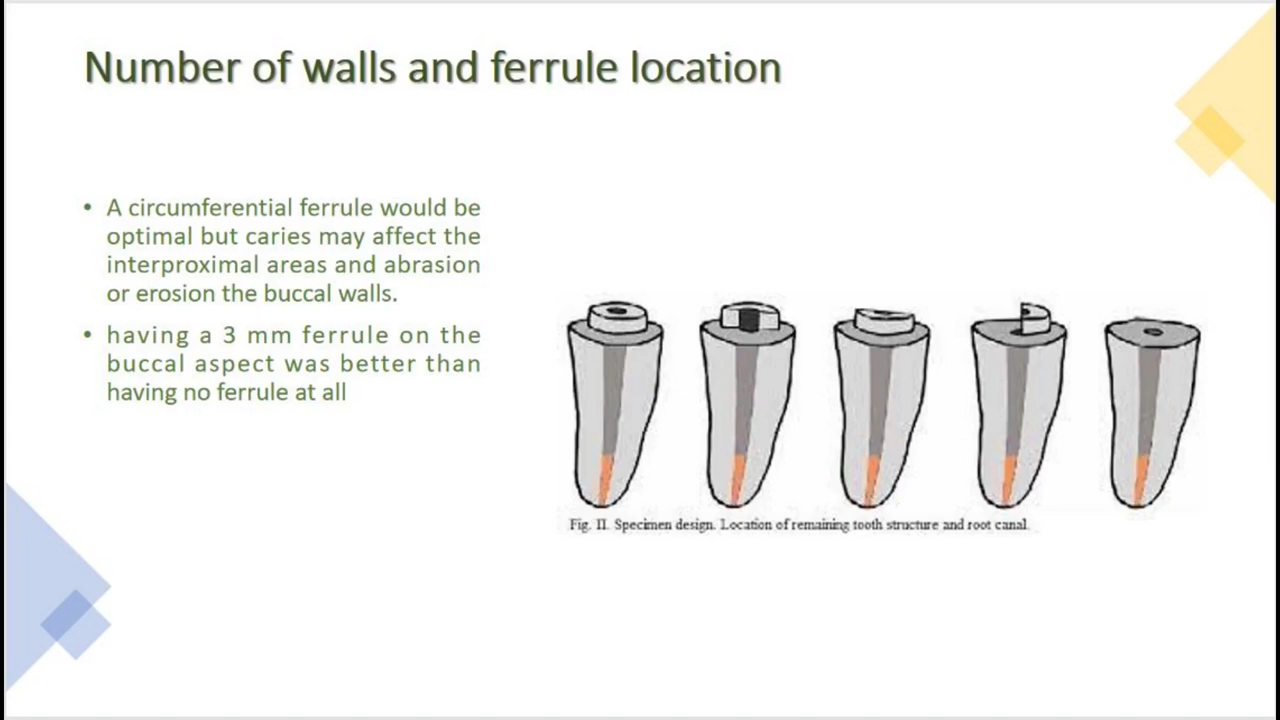 Number of walls and ferrule location
• A circumferential ferrule would be
optimal but caries may affect the
interproximal areas and abrasion
or erosion the buccal walls.
• having a 3 mm ferrule on the
buccal aspect was better than
having no ferrule at all
Fig. II. Specimen design. Location of remaining tooth structure and root canal.